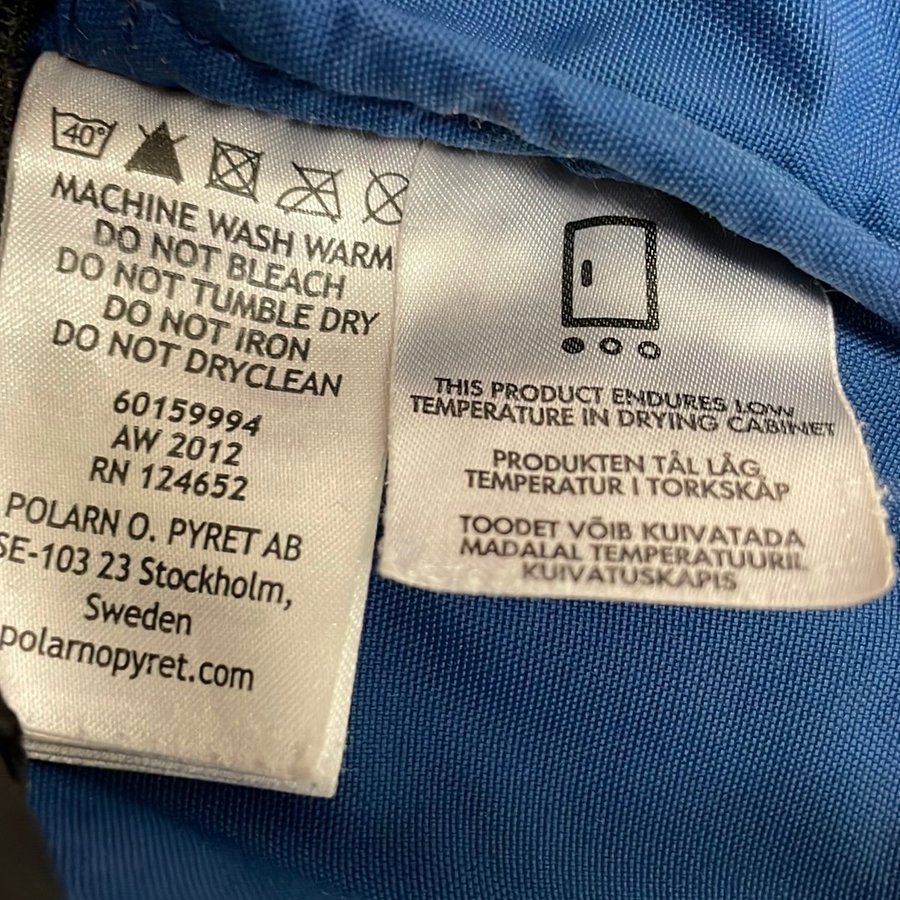 40°
MACHINE WASH WARM
DO NOT BLEACH
DO NOT TUMBLE DRY
DO NOT IRON
DO NOT DRYCLEAN
60159994
AW 2012
RN 124652
POLARN O. PYRET AB
SE-103 23 Stockholm,
Sweden
polarnopyret.com
THIS PRODUCT ENDURES LOW
TEMPERATURE IN DRYING CABINET
PRODUKTEN TÅL LÅG
TEMPERATUR I TORKSKÅP
TOODET VÕIB KUIVATADA
MADALAL TEMPERATUURIL
KUIVATUSKAPIS